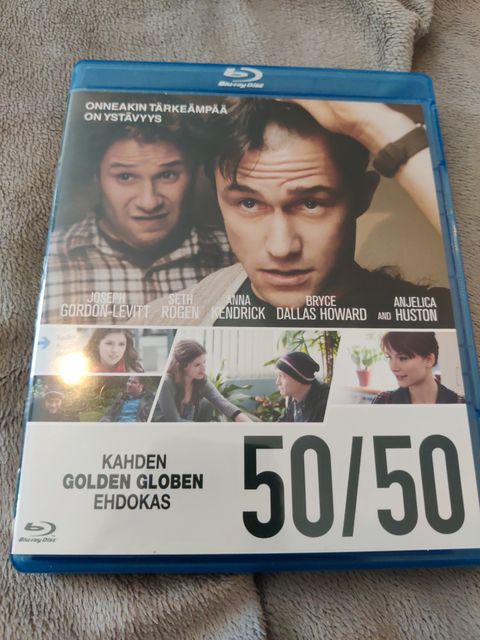 Blu-ray Disc
ONNEAKIN TÄRKEÄMPÄÄ
ON YSTÄVYYS
JOSEPH GORDON-LEVITT SETH ROGEN ANNA KENDRICK BRYCE DALLAS HOWARD AND ANJELICA HUSTON
KAHDEN
GOLDEN GLOBEN
EHDOKAS
50/50
Blu-ray Disc